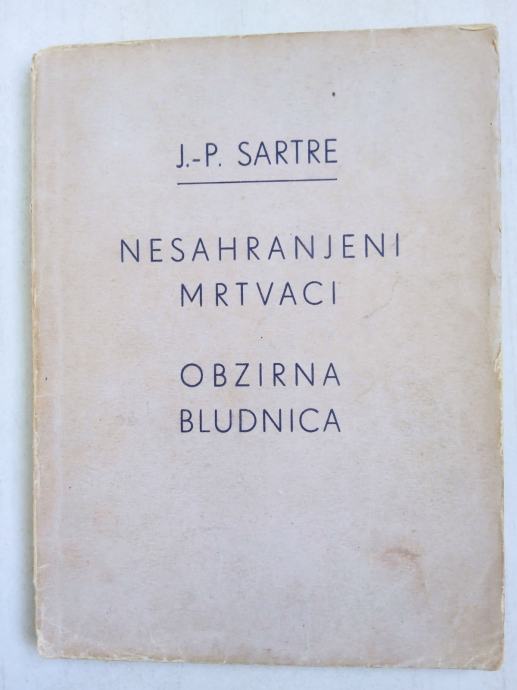 J.-P. SARTRE
NESAHRANJENI
MRTVACI
OBZIRNA
BLUDNICA